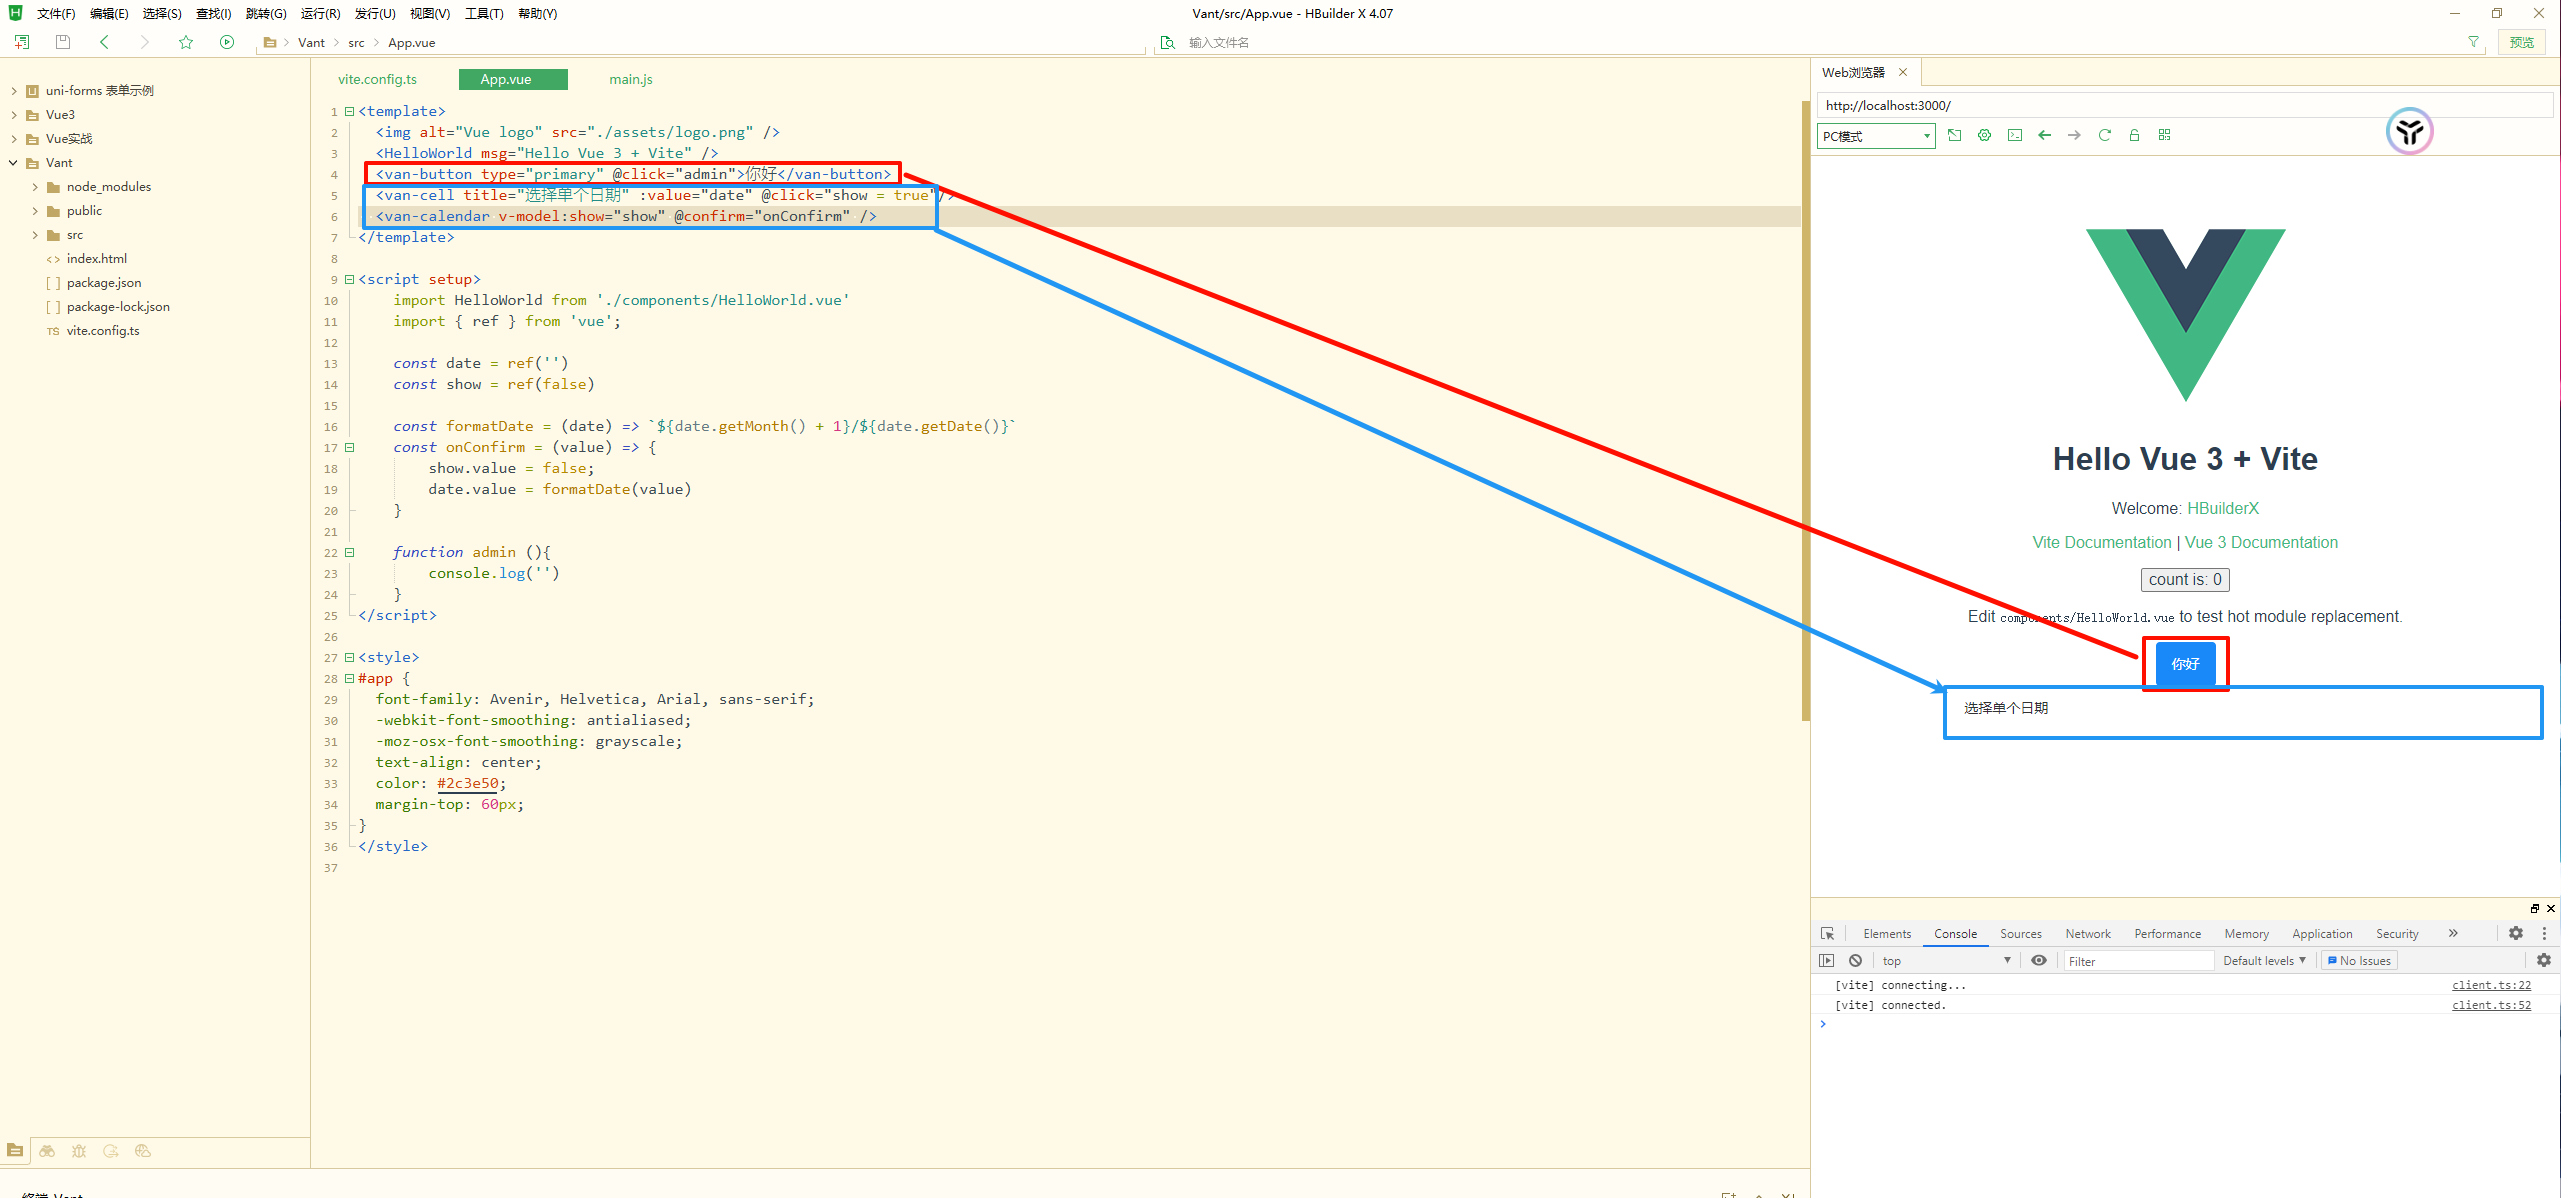 文件(F) 编辑(E) 选择(S) 查找(I) 跳转(G) 运行(R) 发行(U) 视图(V) 工具(T) 帮助(Y)
Vant/src/App.vue - HBuilder X 4.07
Vant
src
App.vue
输入文件名
预览
uni-forms 表单示例
Vue3
Vue实战
Vant
node_modules
public
src
index.html
package.json
package-lock.json
TS vite.config.ts
vite.config.ts
App.vue
main.js
1 <template>
2 <img alt="Vue logo" src="./assets/logo.png" />
3 <HelloWorld msg="Hello Vue 3 + Vite" />
4 <van-button type="primary" @click="admin">你好</van-button>
5 <van-cell title="选择单个日期" :value="date" @click="show = true"/>
6 <van-calendar v-model:show="show" @confirm="onConfirm" />
7 </template>
8
9 <script setup>
10 import HelloWorld from './components/HelloWorld.vue'
11 import { ref } from 'vue';
12
13 const date = ref('')
14 const show = ref(false)
15
16 const formatDate = (date) => `${date.getMonth() + 1}/${date.getDate()}`
17 const onConfirm = (value) => {
18 show.value = false;
19 date.value = formatDate(value)
20 }
21
22 function admin (){
23 console.log('')
24 }
25 </script>
26
27 <style>
28 #app {
29 font-family: Avenir, Helvetica, Arial, sans-serif;
30 -webkit-font-smoothing: antialiased;
31 -moz-osx-font-smoothing: grayscale;
32 text-align: center;
33 color: #2c3e50;
34 margin-top: 60px;
35 }
36 </style>
37
Web浏览器
http://localhost:3000/
PC模式
Hello Vue 3 + Vite
Welcome: HBuilderX
Vite Documentation | Vue 3 Documentation
count is: 0
Edit components/HelloWorld.vue to test hot module replacement.
你好
选择单个日期
Elements Console Sources Network Performance Memory Application Security
top
Filter
Default levels
No Issues
[vite] connecting... client.ts:22
[vite] connected. client.ts:52
终端-Vant